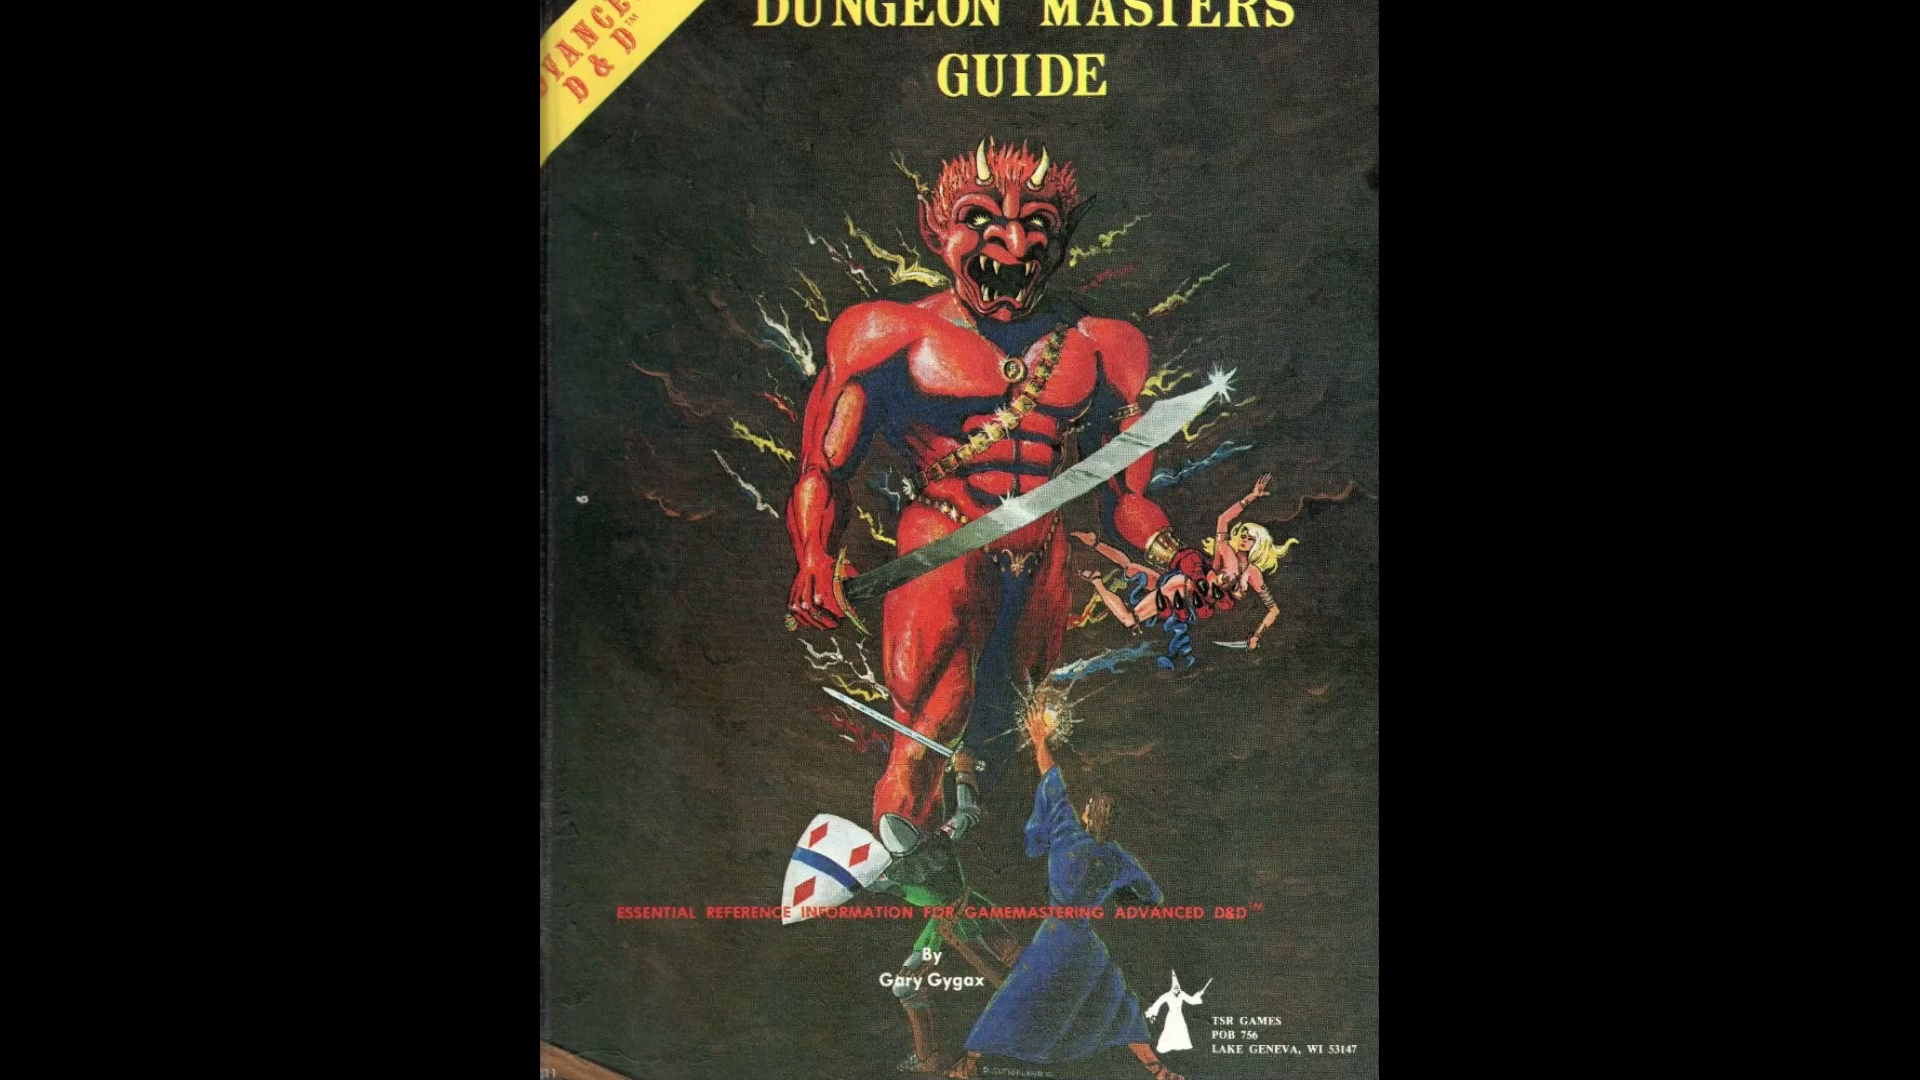 DUNGEON MASTERS
GUIDE
D & D™
ESSENTIAL REFERENCE INFORMATION FOR GAMEMASTERING ADVANCED D&D™
By
Gary Gygax
TSR GAMES
POB 756
LAKE GENEVA, WI 53147